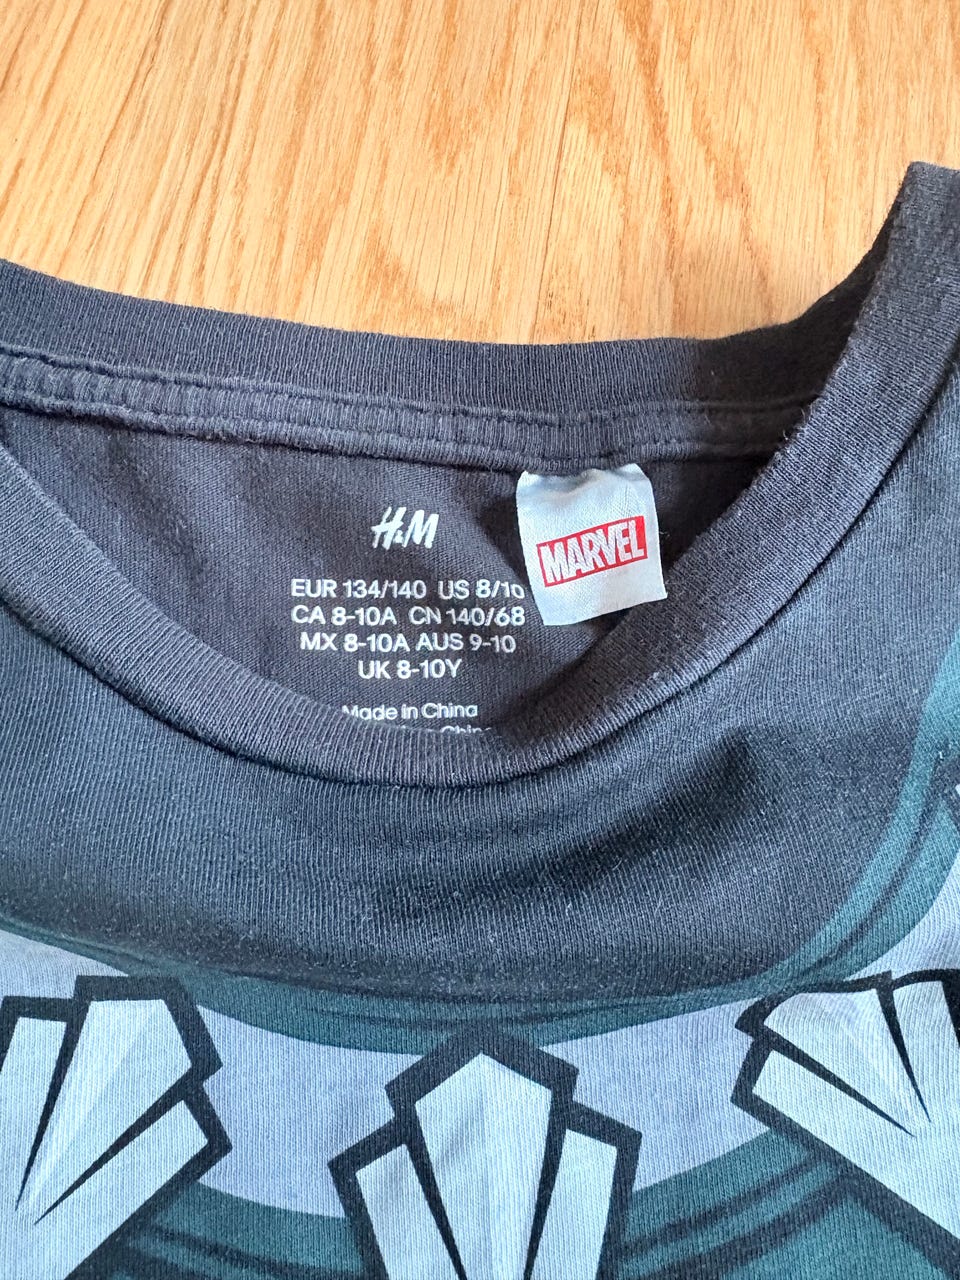 H&M
MARVEL
EUR 134/140 US 8/10
CA 8-10A CN 140/68
MX 8-10A AUS 9-10
UK 8-10Y
Made in China